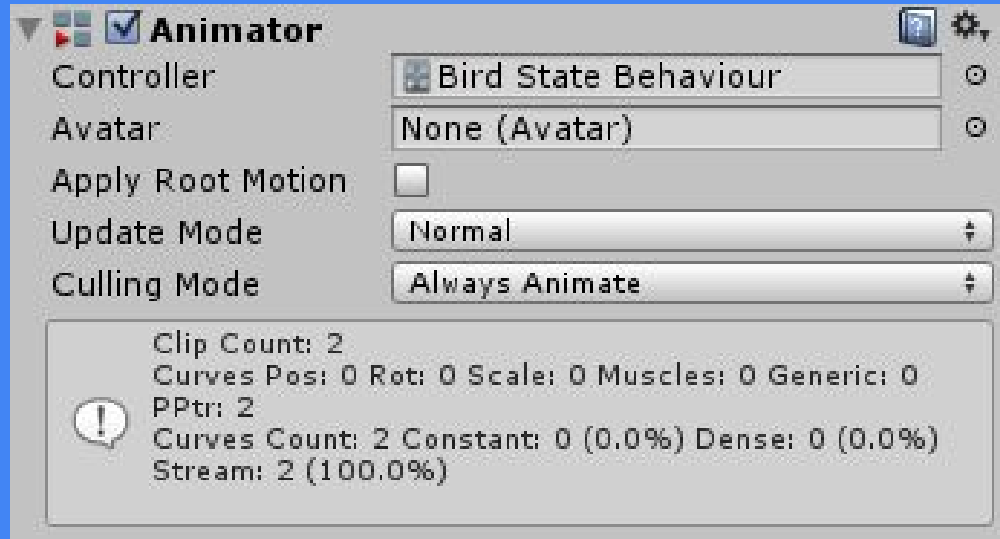 Animator
Controller Bird State Behaviour
Avatar None (Avatar)
Apply Root Motion
Update Mode Normal
Culling Mode Always Animate
Clip Count: 2
Curves Pos: 0 Rot: 0 Scale: 0 Muscles: 0 Generic: 0
PPtr: 2
Curves Count: 2 Constant: 0 (0.0%) Dense: 0 (0.0%)
Stream: 2 (100.0%)